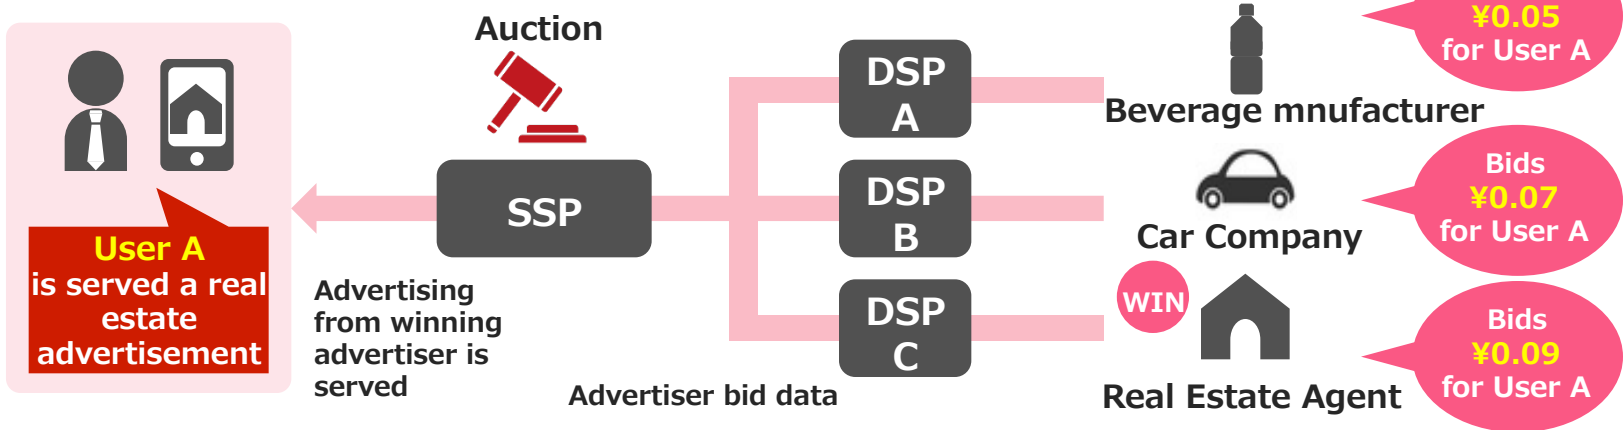 Auction
SSP
User A
is served a real
estate
advertisement
Advertising
from winning
advertiser is
served
Advertiser bid data
DSP
A
DSP
B
DSP
C
¥0.05
for User A
Beverage mnufacturer
Bids
¥0.07
for User A
Car Company
WIN
Bids
¥0.09
for User A
Real Estate Agent